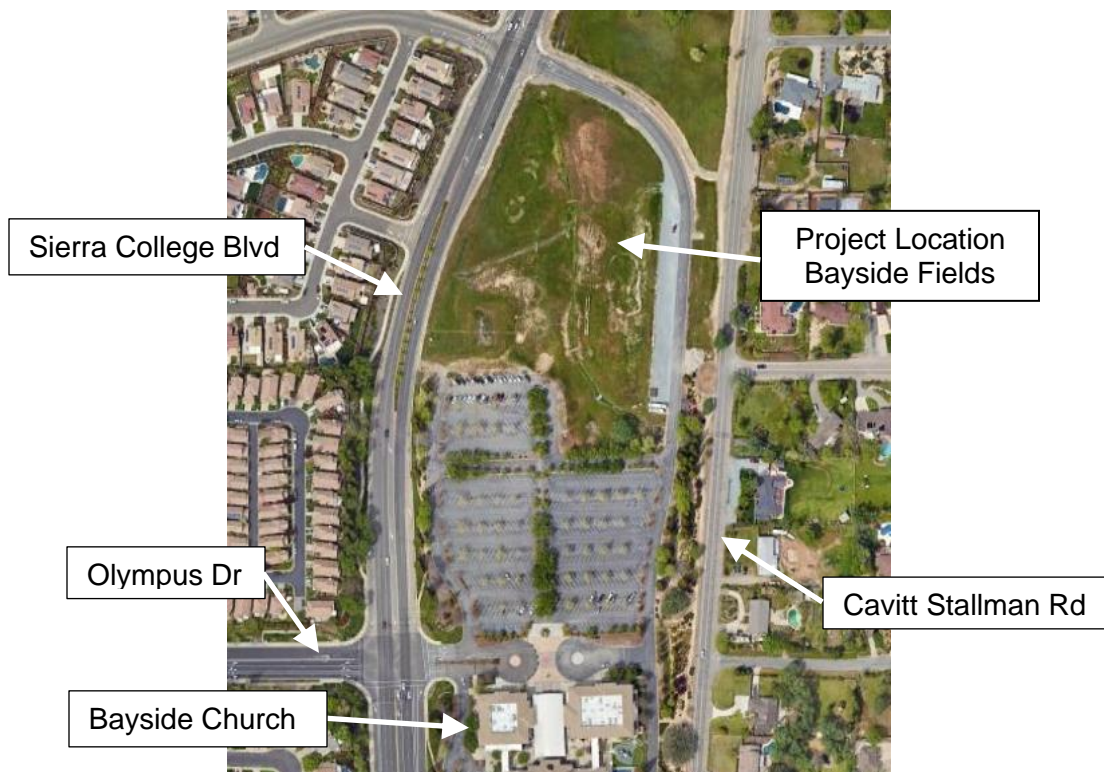 Sierra College Blvd
Project Location
Bayside Fields
Olympus Dr
Cavitt Stallman Rd
Bayside Church